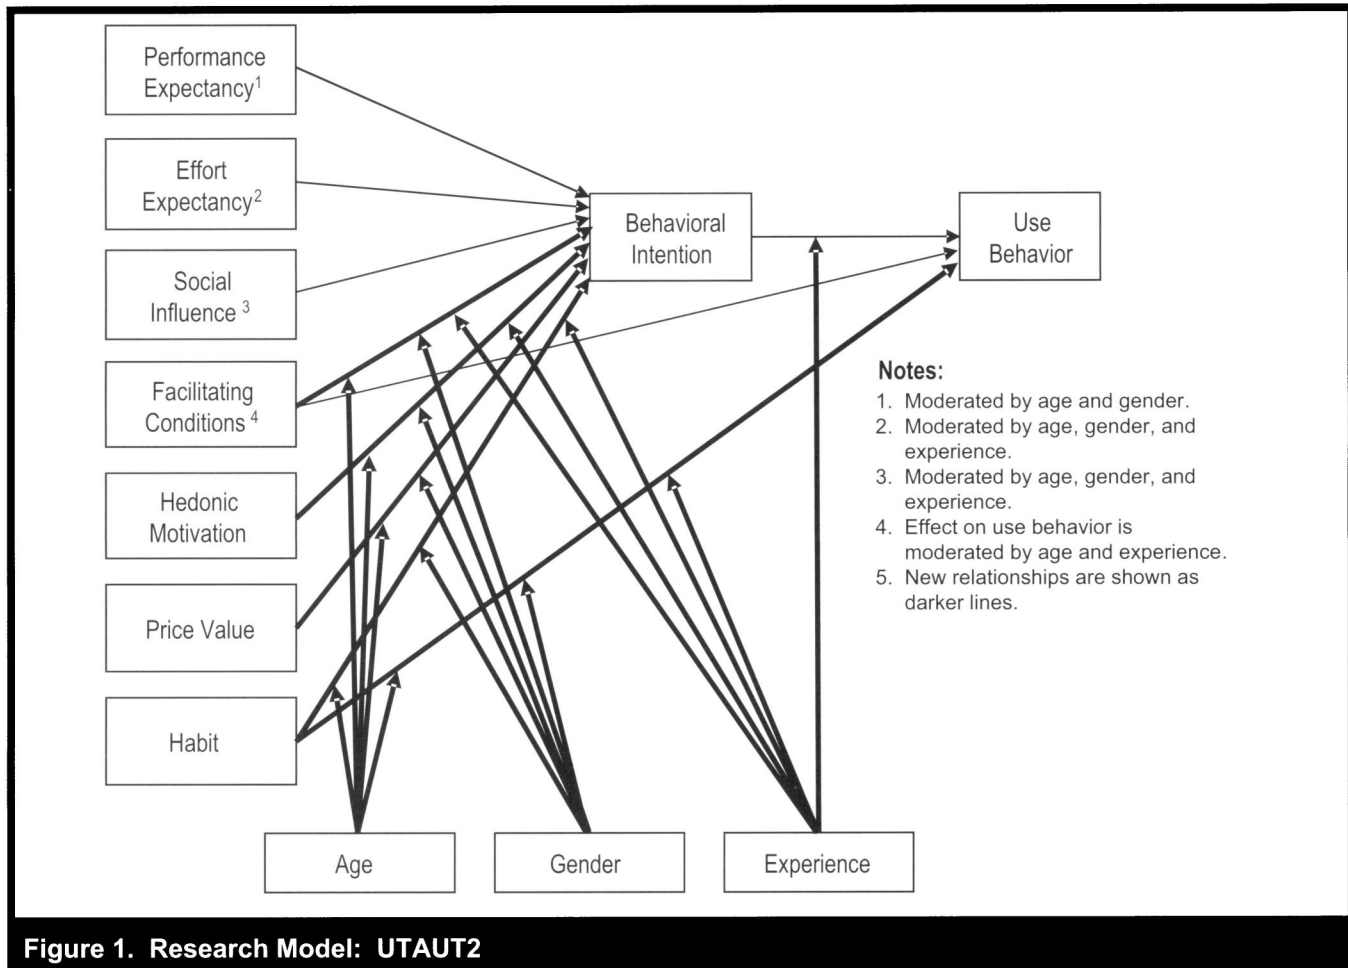 Performance
Expectancy1
Effort
Expectancy2
Social
Influence 3
Facilitating
Conditions 4
Hedonic
Motivation
Price Value
Habit
Behavioral
Intention
Use
Behavior
Notes:
1. Moderated by age and gender.
2. Moderated by age, gender, and
experience.
3. Moderated by age, gender, and
experience.
4. Effect on use behavior is
moderated by age and experience.
5. New relationships are shown as
darker lines.
Age
Gender
Experience
Figure 1. Research Model: UTAUT2